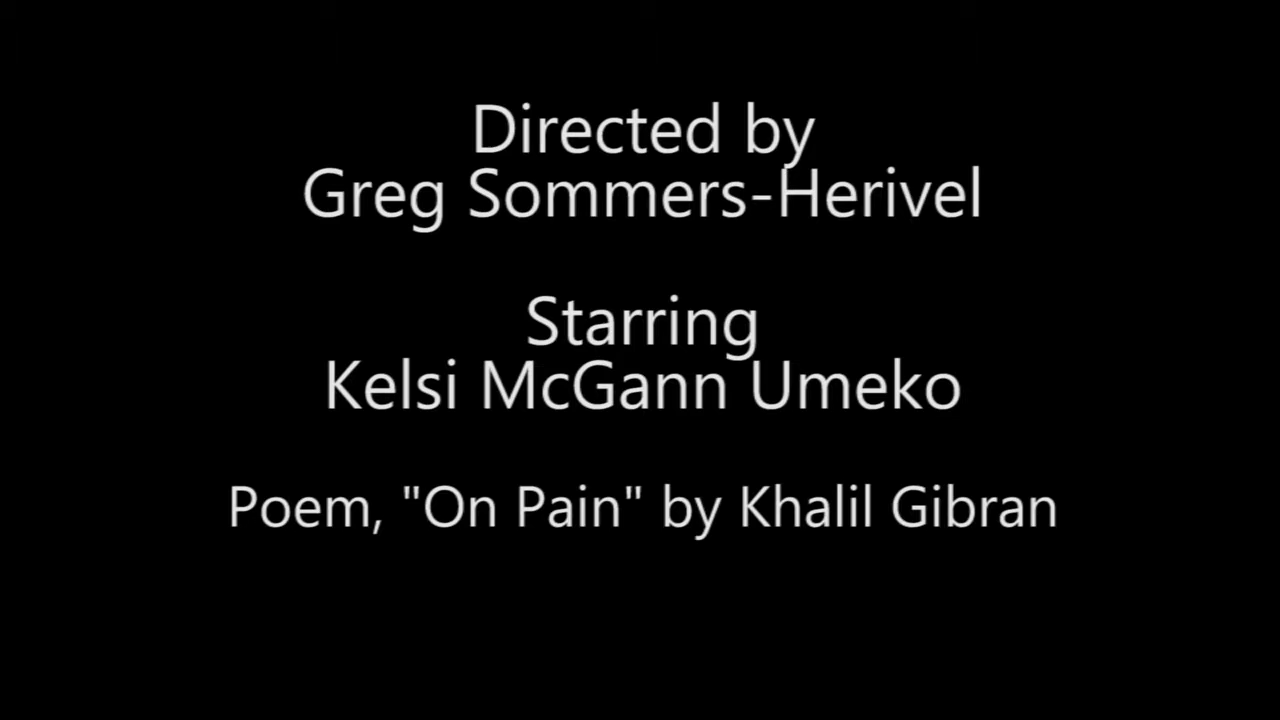 Directed by
Greg Sommers-Herivel
Starring
Kelsi McGann Umeko
Poem, "On Pain" by Khalil Gibran